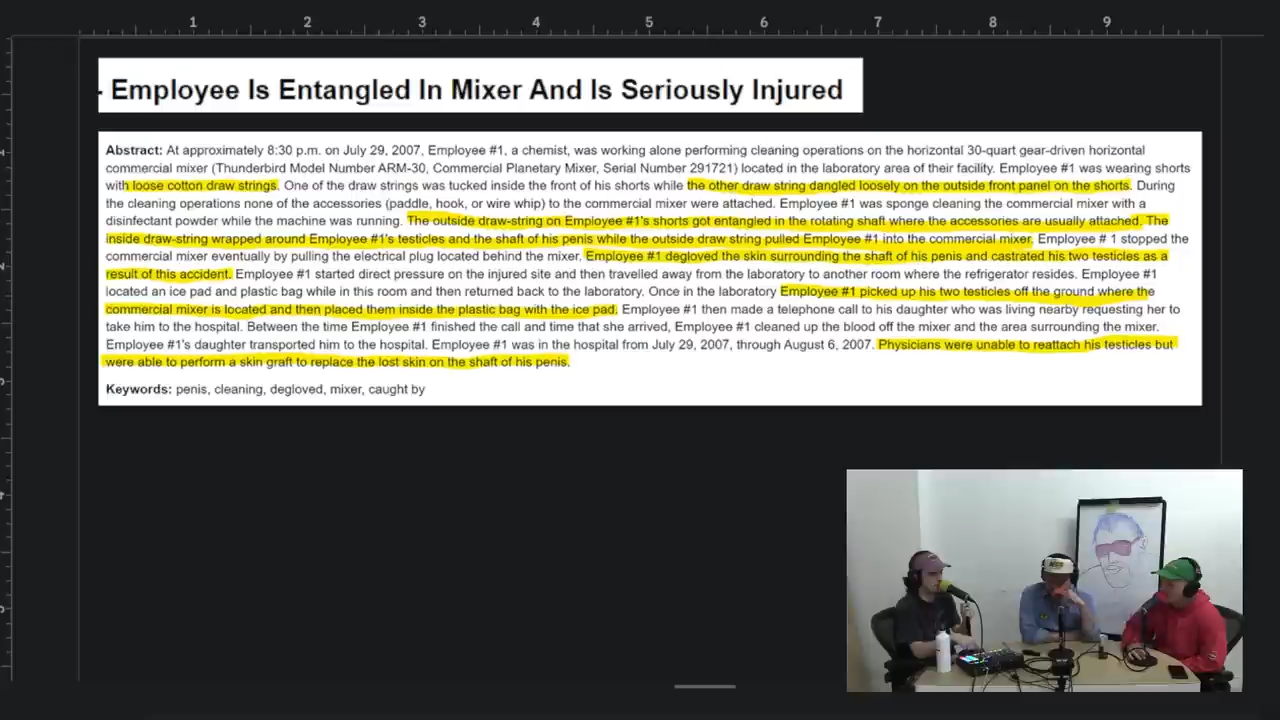 1 2 3 4 5 6 7 8 9
- Employee Is Entangled In Mixer And Is Seriously Injured
Abstract: At approximately 8:30 p.m. on July 29, 2007, Employee #1, a chemist, was working alone performing cleaning operations on the horizontal 30-quart gear-driven horizontal
commercial mixer (Thunderbird Model Number ARM-30, Commercial Planetary Mixer, Serial Number 291721) located in the laboratory area of their facility. Employee #1 was wearing shorts
with loose cotton draw strings. One of the draw strings was tucked inside the front of his shorts while the other draw string dangled loosely on the outside front panel on the shorts. During
the cleaning operations none of the accessories (paddle, hook, or wire whip) to the commercial mixer were attached. Employee #1 was sponge cleaning the commercial mixer with a
disinfectant powder while the machine was running. The outside draw-string on Employee #1's shorts got entangled in the rotating shaft where the accessories are usually attached. The
inside draw-string wrapped around Employee #1's testicles and the shaft of his penis while the outside draw string pulled Employee #1 into the commercial mixer. Employee # 1 stopped the
commercial mixer eventually by pulling the electrical plug located behind the mixer. Employee #1 degloved the skin surrounding the shaft of his penis and castrated his two testicles as a
result of this accident. Employee #1 started direct pressure on the injured site and then travelled away from the laboratory to another room where the refrigerator resides. Employee #1
located an ice pad and plastic bag while in this room and then returned back to the laboratory. Once in the laboratory Employee #1 picked up his two testicles off the ground where the
commercial mixer is located and then placed them inside the plastic bag with the ice pad. Employee #1 then made a telephone call to his daughter who was living nearby requesting her to
take him to the hospital. Between the time Employee #1 finished the call and time that she arrived, Employee #1 cleaned up the blood off the mixer and the area surrounding the mixer.
Employee #1's daughter transported him to the hospital. Employee #1 was in the hospital from July 29, 2007, through August 6, 2007. Physicians were unable to reattach his testicles but
were able to perform a skin graft to replace the lost skin on the shaft of his penis.
Keywords: penis, cleaning, degloved, mixer, caught by